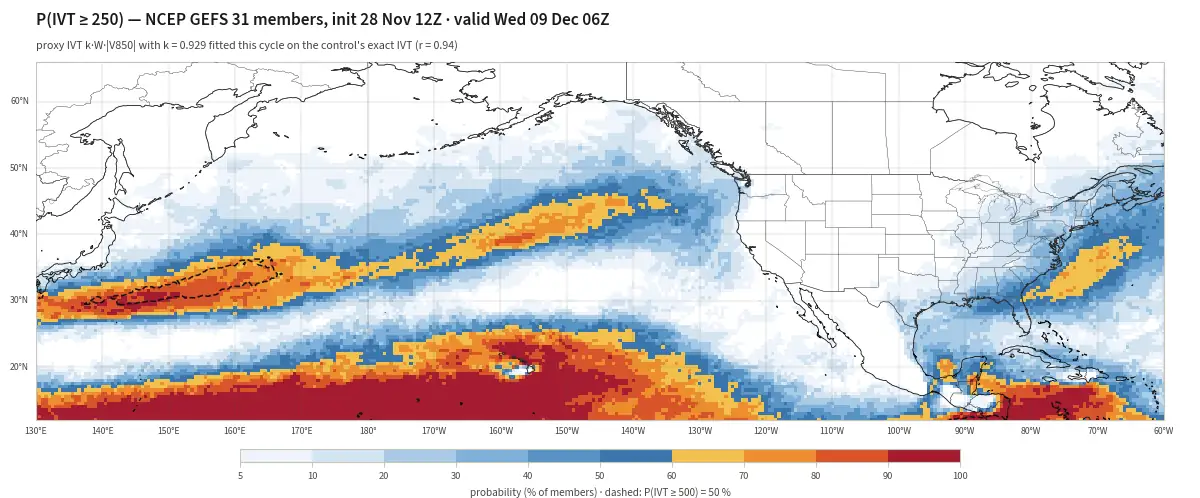 P(IVT ≥ 250) — NCEP GEFS 31 members, init 28 Nov 12Z · valid Wed 09 Dec 06Z
proxy IVT k·W·|V850| with k = 0.929 fitted this cycle on the control's exact IVT (r = 0.94)
60°N
50°N
40°N
30°N
20°N
130°E 140°E 150°E 160°E 170°E 180° 170°W 160°W 150°W 140°W 130°W 120°W 110°W 100°W 90°W 80°W 70°W 60°W
5 10 20 30 40 50 60 70 80 90 100
probability (% of members) · dashed: P(IVT ≥ 500) = 50 %